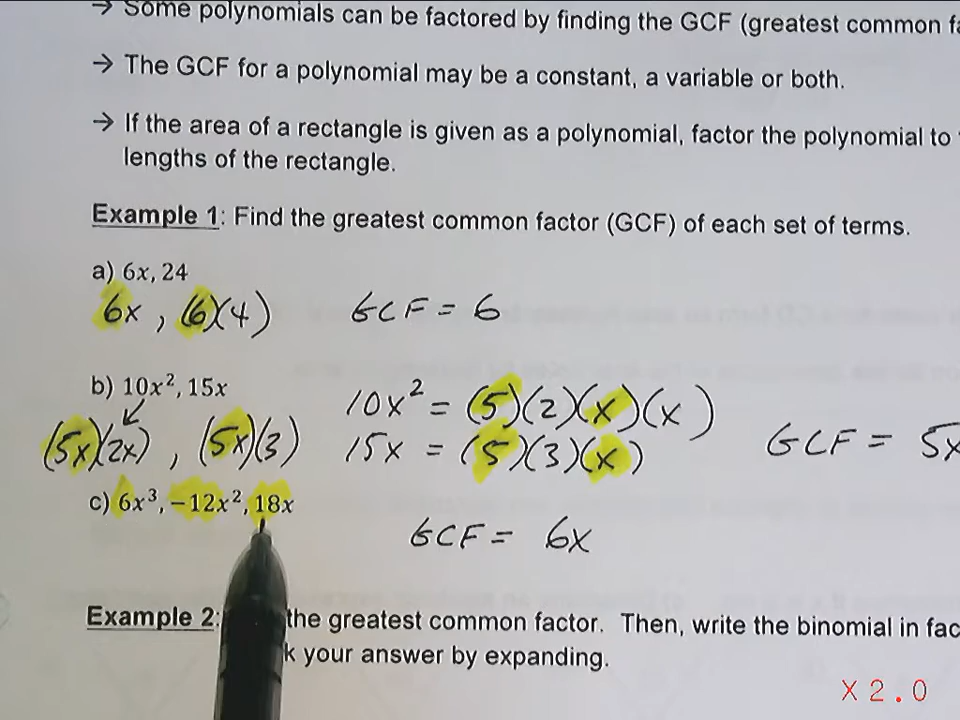 → Some polynomials can be factored by finding the GCF (greatest common
→ The GCF for a polynomial may be a constant, a variable or both.
→ If the area of a rectangle is given as a polynomial, factor the polynomial to
lengths of the rectangle.
Example 1: Find the greatest common factor (GCF) of each set of terms.
a) 6x, 24
6x , (6)(4) GCF = 6
b) 10x², 15x
10x² = (5)(2)(x)(x)
(5x)(2x) , (5x)(3) 15x = (5)(3)(x) GCF = 5x
c) 6x³, −12x², 18x
GCF = 6x
Example 2: the greatest common factor. Then, write the binomial in
your answer by expanding.
X2.0